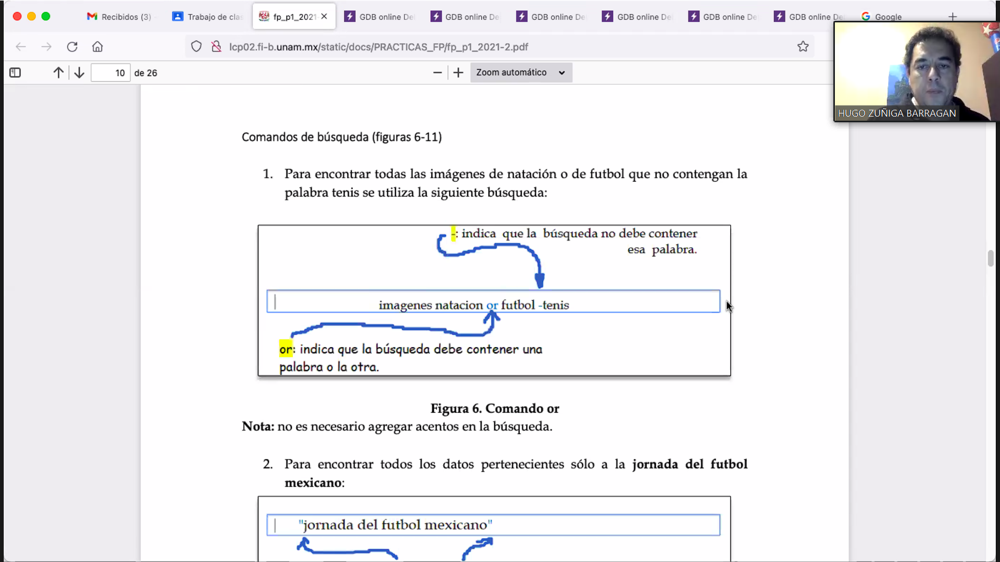 Recibidos (3)
Trabajo de cla
fp_p1_2021
GDB online De
GDB online De
GDB online De
GDB online De
GDB online De
GDB online De
Google
lcp02.fi-b.unam.mx/static/docs/PRACTICAS_FP/fp_p1_2021-2.pdf
10 de 26
Zoom automático
HUGO ZUÑIGA BARRAGAN
Comandos de búsqueda (figuras 6-11)
1. Para encontrar todas las imágenes de natación o de futbol que no contengan la
palabra tenis se utiliza la siguiente búsqueda:
-: indica que la búsqueda no debe contener
esa palabra.
imagenes natacion or futbol -tenis
or: indica que la búsqueda debe contener una
palabra o la otra.
Figura 6. Comando or
Nota: no es necesario agregar acentos en la búsqueda.
2. Para encontrar todos los datos pertenecientes sólo a la jornada del futbol
mexicano:
"jornada del futbol mexicano"